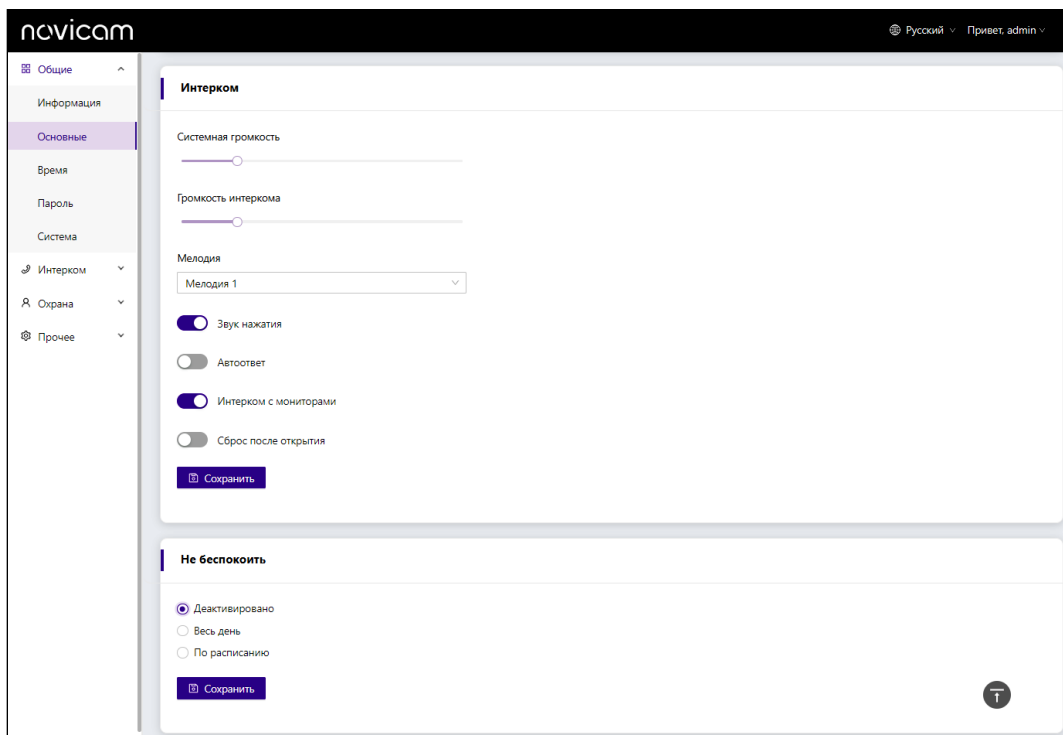 novicam
Русский
Привет, admin
Общие
Информация
Основные
Время
Пароль
Система
Интерком
Охрана
Прочее
Интерком
Системная громкость
Громкость интеркома
Мелодия
Мелодия 1
Звук нажатия
Автоответ
Интерком с мониторами
Сброс после открытия
Сохранить
Не беспокоить
Деактивировано
Весь день
По расписанию
Сохранить